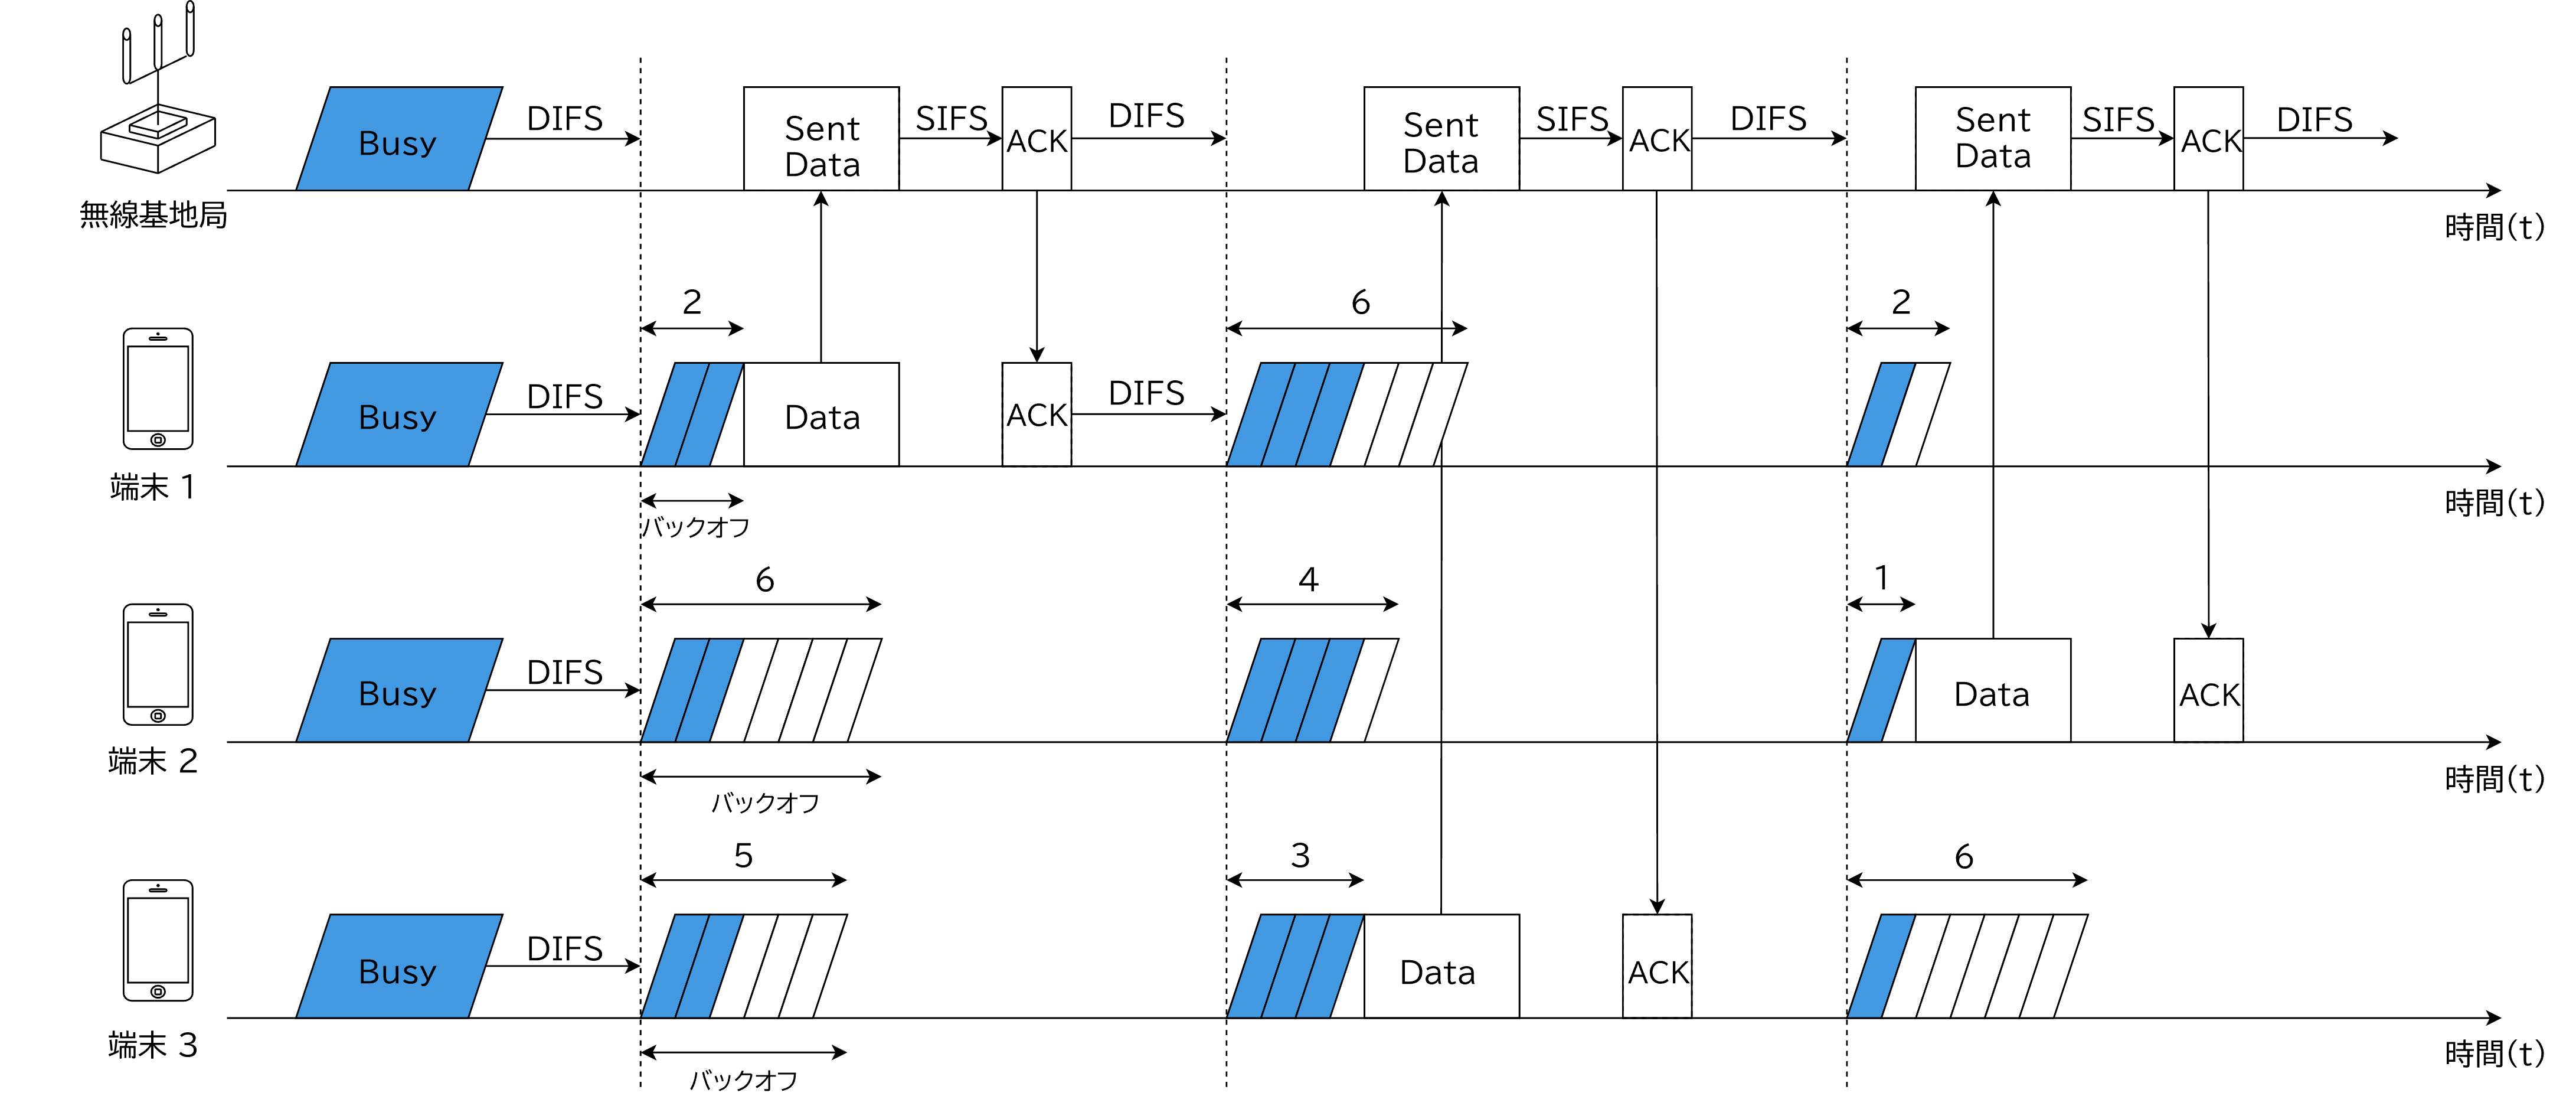 Busy
DIFS
Sent
Data
SIFS
ACK
DIFS
Sent
Data
SIFS
ACK
DIFS
Sent
Data
SIFS
ACK
DIFS
無線基地局
時間(t)
2
6
2
Busy
DIFS
Data
ACK
DIFS
端末 1
時間(t)
バックオフ
6
4
1
Busy
DIFS
Data
ACK
端末 2
時間(t)
バックオフ
5
3
6
Busy
DIFS
Data
ACK
端末 3
時間(t)
バックオフ